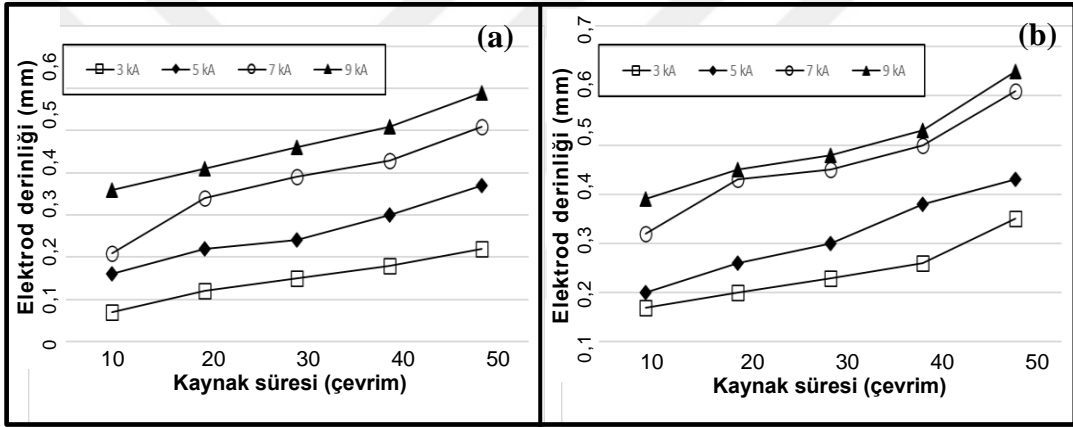 (a)
3 kA 5 kA 7 kA 9 kA
Elektrod derinliği (mm)
0,6
0,5
0,4
0,3
0,2
0,1
0
10 20 30 40 50
Kaynak süresi (çevrim)
(b)
3 kA 5 kA 7 kA 9 kA
Elektrod derinliği (mm)
0,7
0,6
0,5
0,4
0,3
0,2
0,1
10 20 30 40 50
Kaynak süresi (çevrim)